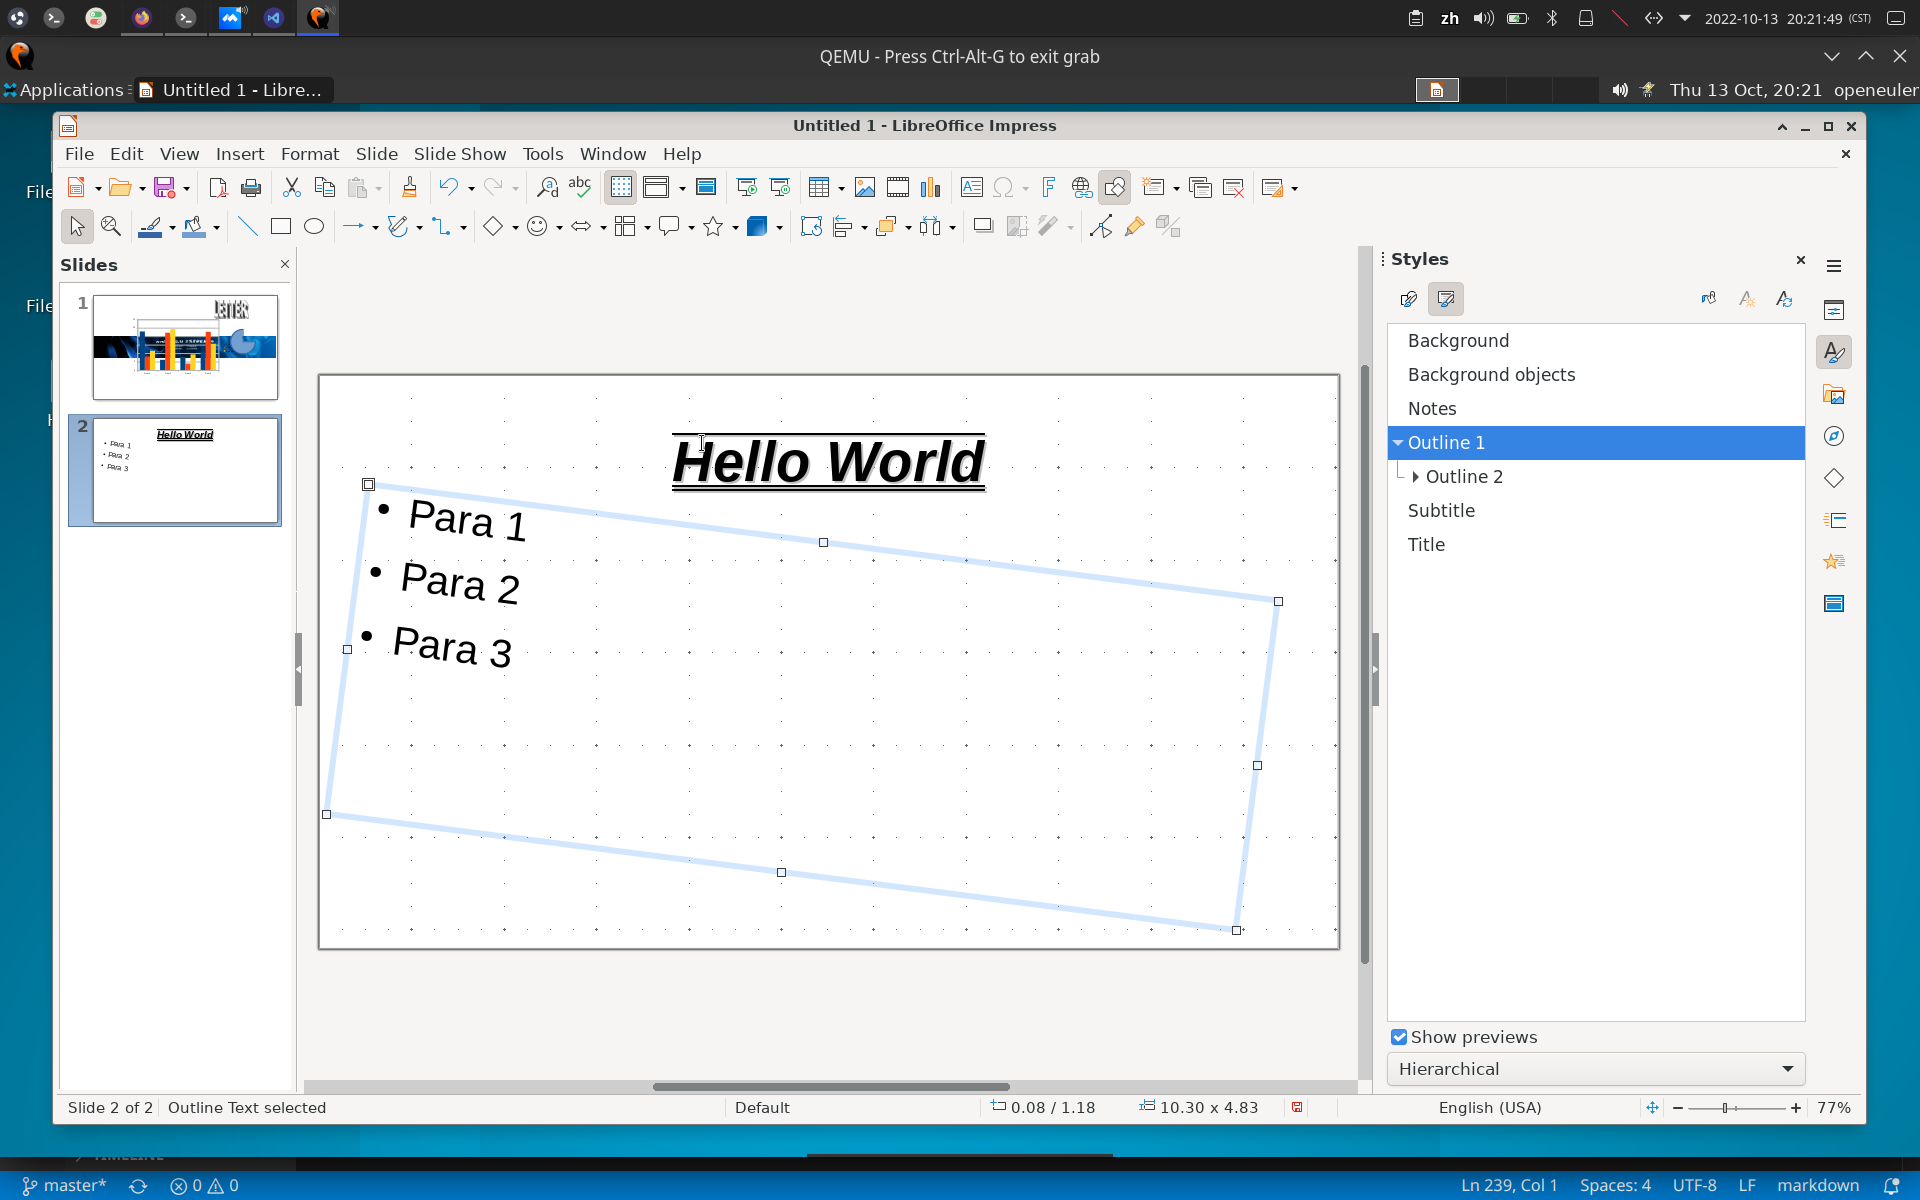 zh
2022-10-13 20:21:49 (CST)
QEMU - Press Ctrl-Alt-G to exit grab
Applications
Untitled 1 - Libre...
Thu 13 Oct, 20:21 openeuler
Untitled 1 - LibreOffice Impress
File Edit View Insert Format Slide Slide Show Tools Window Help
File
File
Slides
1
LETTER
2
Hello World
Para 1
Para 2
Para 3
Hello World
• Para 1
• Para 2
• Para 3
Styles
Background
Background objects
Notes
Outline 1
Outline 2
Subtitle
Title
Show previews
Hierarchical
Slide 2 of 2
Outline Text selected
Default
0.08 / 1.18
10.30 x 4.83
English (USA)
77%
TIMELINE
master*
0 0
Ln 239, Col 1
Spaces: 4
UTF-8
LF
markdown